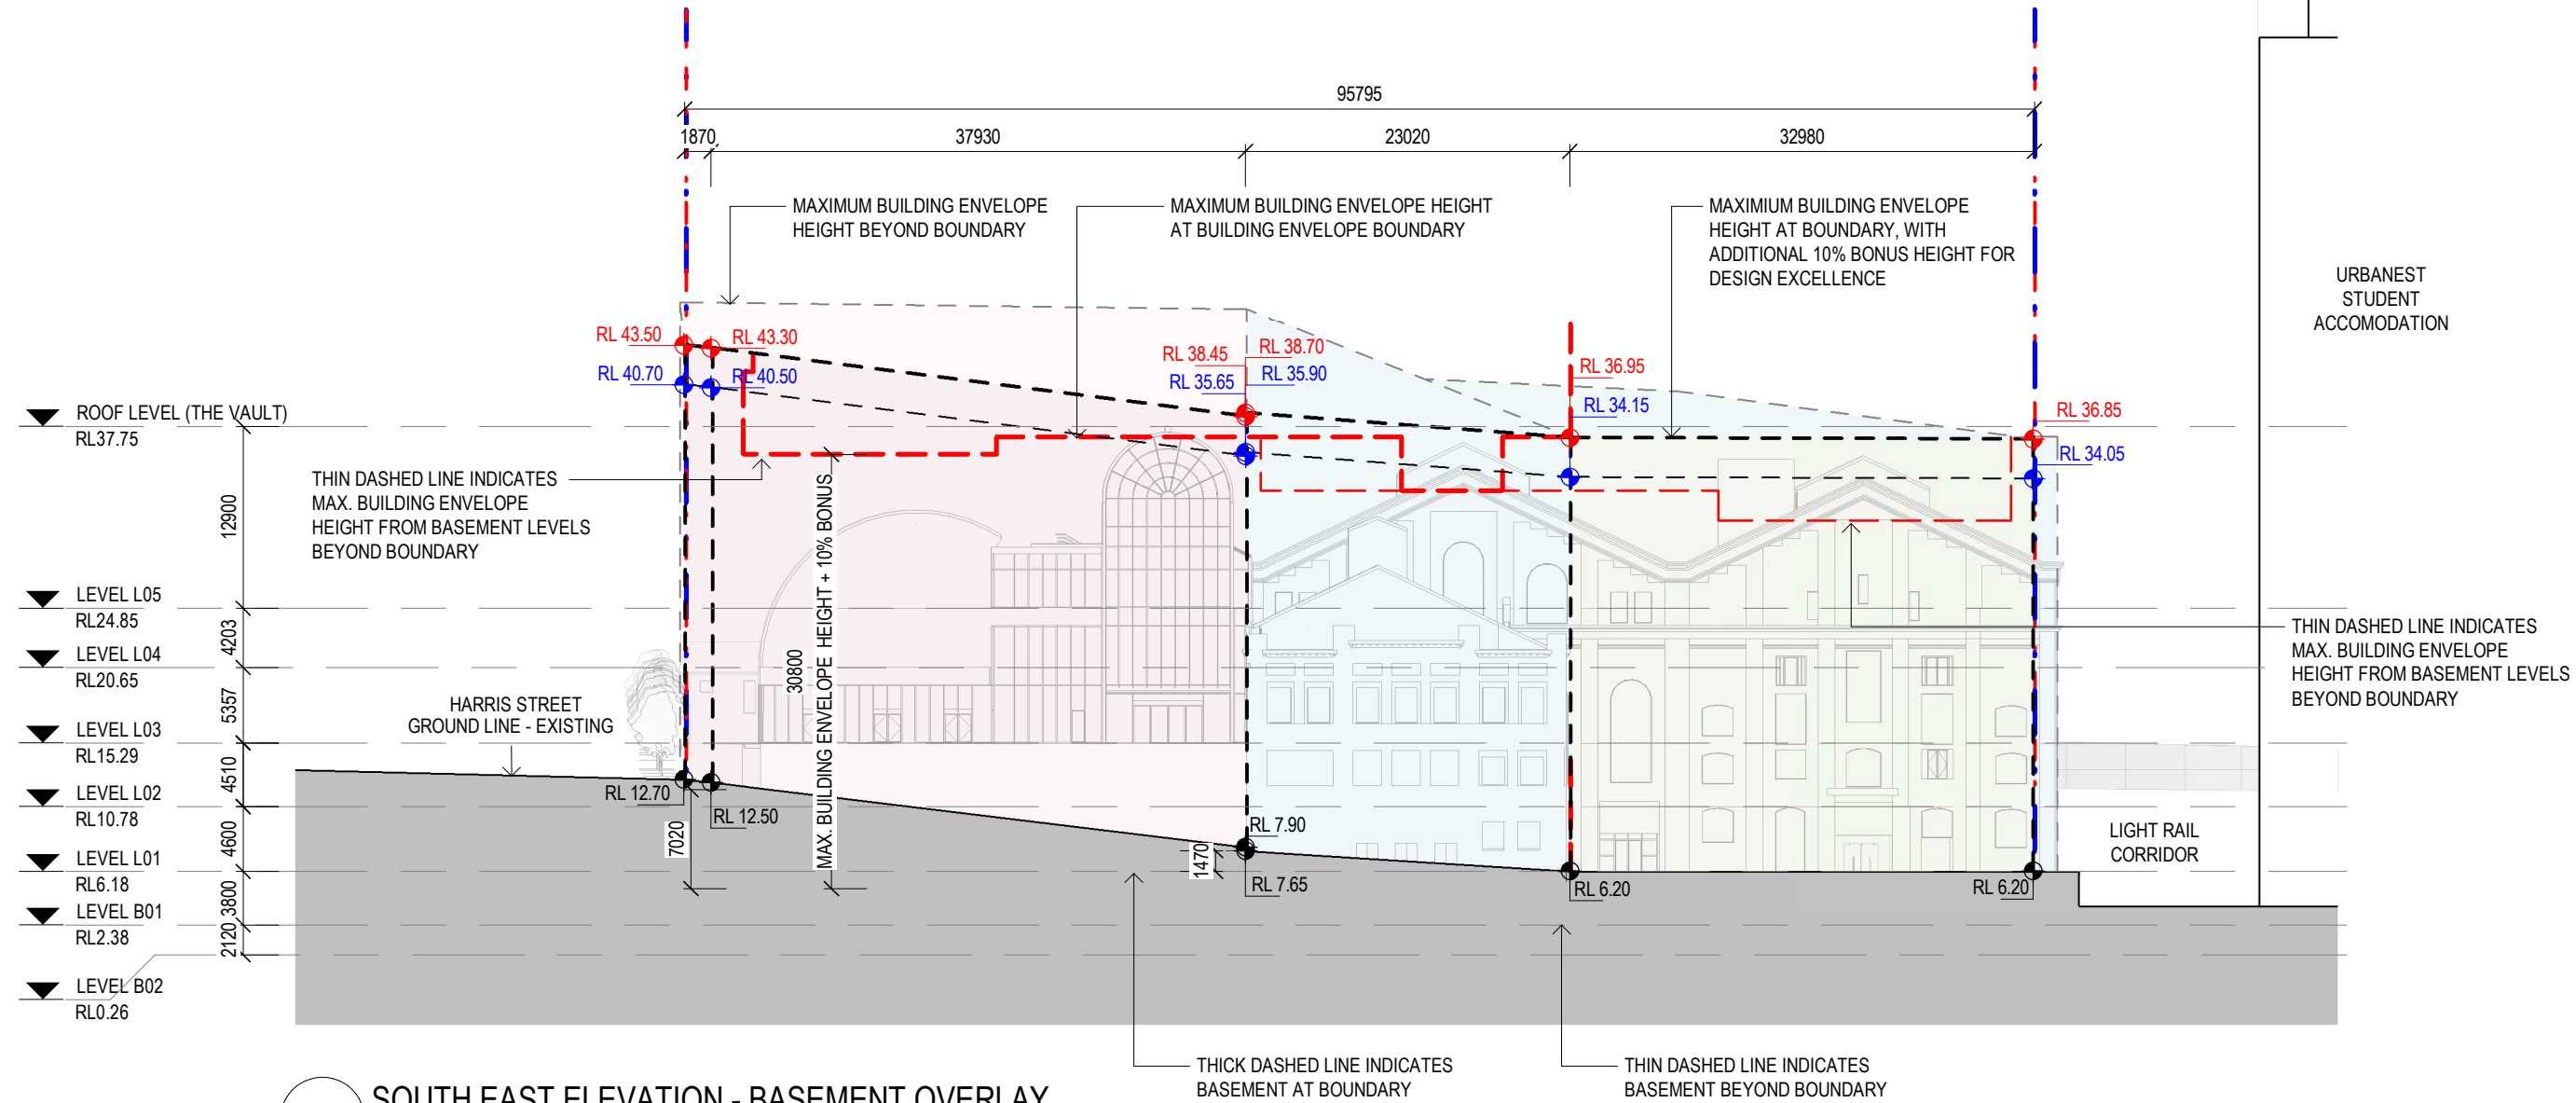 95795
1870
37930
23020
32980
MAXIMUM BUILDING ENVELOPE
HEIGHT BEYOND BOUNDARY
MAXIMUM BUILDING ENVELOPE HEIGHT
AT BUILDING ENVELOPE BOUNDARY
MAXIMIUM BUILDING ENVELOPE
HEIGHT AT BOUNDARY, WITH
ADDITIONAL 10% BONUS HEIGHT FOR
DESIGN EXCELLENCE
URBANEST
STUDENT
ACCOMODATION
RL 43.50
RL 43.30
RL 40.70
RL 40.50
RL 38.45
RL 38.70
RL 35.65
RL 35.90
RL 36.95
RL 34.15
RL 36.85
RL 34.05
ROOF LEVEL (THE VAULT)
RL37.75
THIN DASHED LINE INDICATES
MAX. BUILDING ENVELOPE
HEIGHT FROM BASEMENT LEVELS
BEYOND BOUNDARY
12900
LEVEL L05
RL24.85
4203
LEVEL L04
RL20.65
5357
LEVEL L03
RL15.29
4510
LEVEL L02
RL10.78
4600
LEVEL L01
RL6.18
3800
LEVEL B01
RL2.38
2120
LEVEL B02
RL0.26
HARRIS STREET
GROUND LINE - EXISTING
30800
MAX. BUILDING ENVELOPE HEIGHT + 10% BONUS
THIN DASHED LINE INDICATES
MAX. BUILDING ENVELOPE
HEIGHT FROM BASEMENT LEVELS
BEYOND BOUNDARY
RL 12.70
RL 12.50
7020
RL 7.90
1470
RL 7.65
RL 6.20
RL 6.20
LIGHT RAIL
CORRIDOR
THICK DASHED LINE INDICATES
BASEMENT AT BOUNDARY
THIN DASHED LINE INDICATES
BASEMENT BEYOND BOUNDARY
SOUTH EAST ELEVATION - BASEMENT OVERLAY